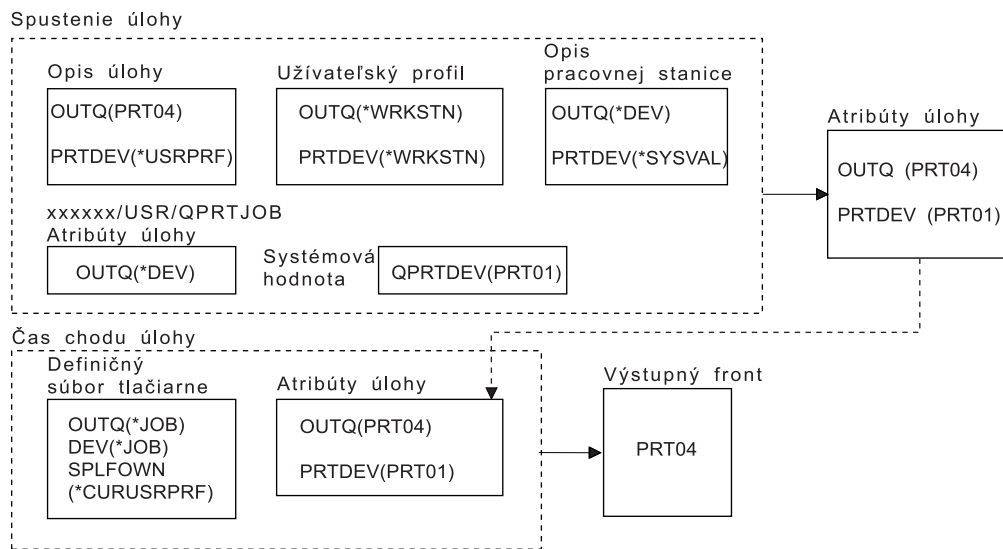 Spustenie úlohy
Opis úlohy
OUTQ(PRT04)
PRTDEV(*USRPRF)
Užívateľský profil
OUTQ(*WRKSTN)
PRTDEV(*WRKSTN)
Opis
pracovnej stanice
OUTQ(*DEV)
PRTDEV(*SYSVAL)
Atribúty úlohy
OUTQ (PRT04)
PRTDEV (PRT01)
xxxxxx/USR/QPRTJOB
Atribúty úlohy
OUTQ(*DEV)
Systémová
hodnota
QPRTDEV(PRT01)
Čas chodu úlohy
Definičný
súbor tlačiarne
OUTQ(*JOB)
DEV(*JOB)
SPLFOWN
(*CURUSRPRF)
Atribúty úlohy
OUTQ(PRT04)
PRTDEV(PRT01)
Výstupný front
PRT04